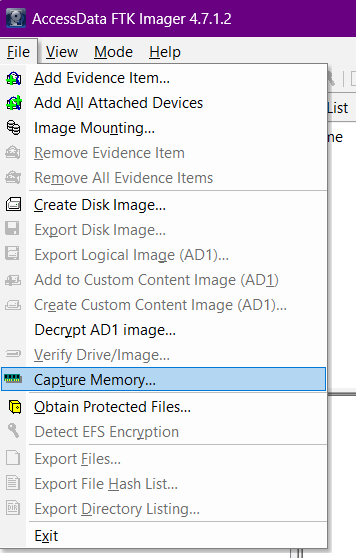 AccessData FTK Imager 4.7.1.2
File View Mode Help
Add Evidence Item...
Add All Attached Devices
List
Image Mounting...
me
Remove Evidence Item
Remove All Evidence Items
Create Disk Image...
Export Disk Image...
Export Logical Image (AD1)...
Add to Custom Content Image (AD1)
Create Custom Content Image (AD1)...
Decrypt AD1 image...
Verify Drive/Image...
Capture Memory...
Obtain Protected Files...
Detect EFS Encryption
Export Files...
Export File Hash List...
Export Directory Listing...
Exit